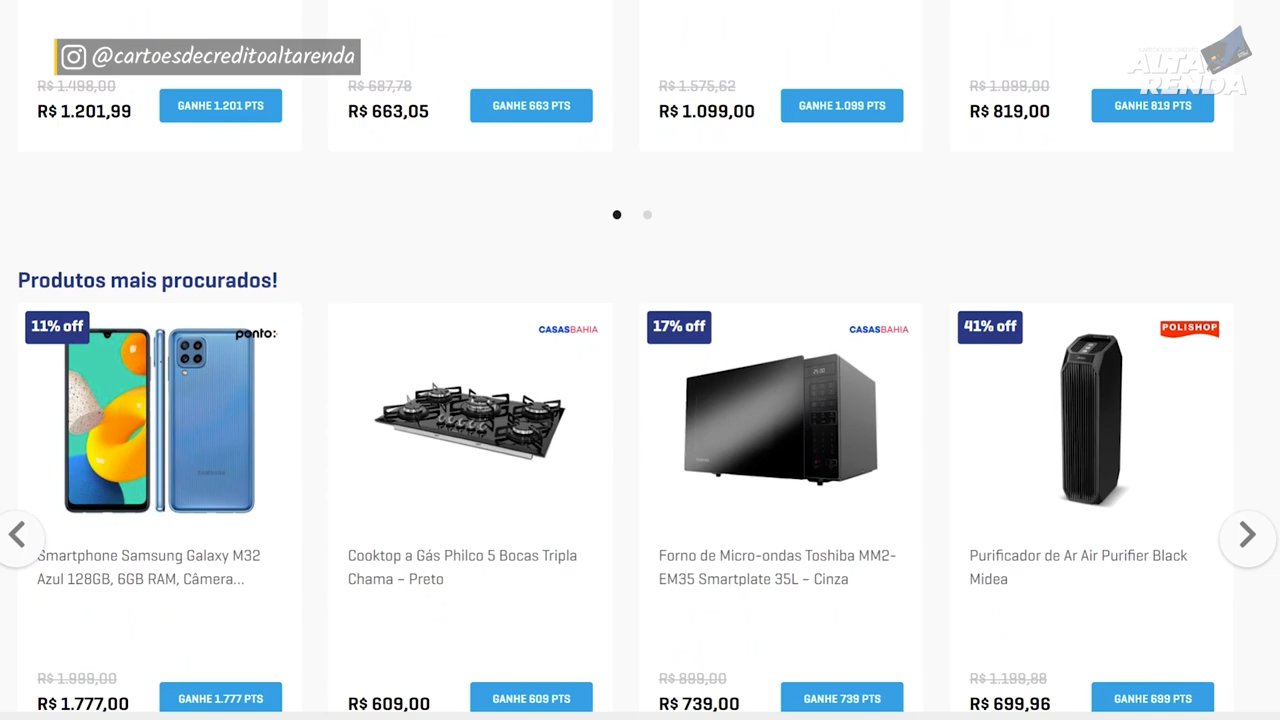 @cartoesdecreditoaltarenda
ALTA
RENDA
R$ 1.498,00
R$ 1.201,99
GANHE 1.201 PTS
R$ 687,78
R$ 663,05
GANHE 663 PTS
R$ 1.575,62
R$ 1.099,00
GANHE 1.099 PTS
R$ 1.099,00
R$ 819,00
GANHE 819 PTS
Produtos mais procurados!
11% off
ponto:
Smartphone Samsung Galaxy M32
Azul 128GB, 6GB RAM, Câmera...
R$ 1.999,00
R$ 1.777,00
GANHE 1.777 PTS
CASASBAHIA
Cooktop a Gás Philco 5 Bocas Tripla
Chama – Preto
R$ 609,00
GANHE 609 PTS
17% off
CASASBAHIA
Forno de Micro-ondas Toshiba MM2-
EM35 Smartplate 35L – Cinza
R$ 899,00
R$ 739,00
GANHE 739 PTS
41% off
POLISHOP
Purificador de Ar Air Purifier Black
Midea
R$ 1.199,88
R$ 699,96
GANHE 699 PTS